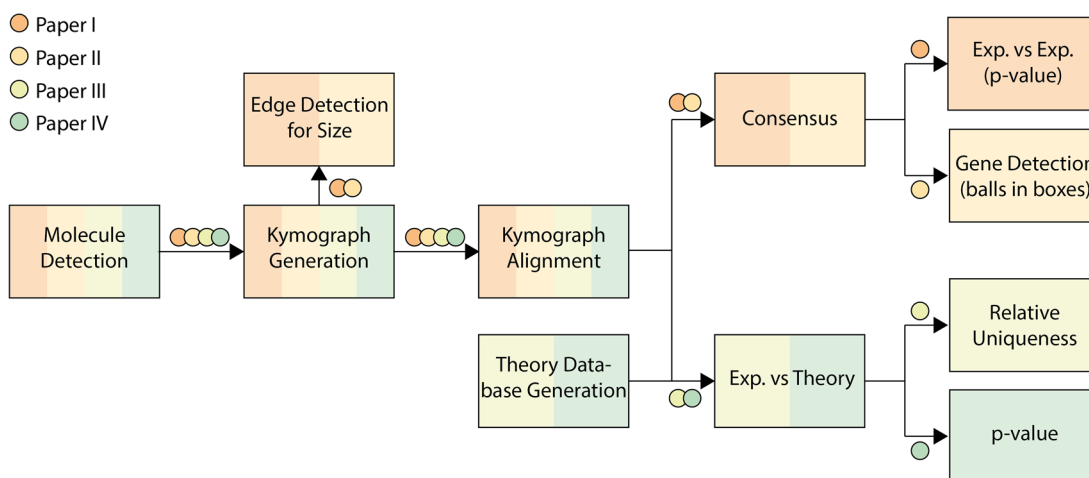 Paper I
Paper II
Paper III
Paper IV
Edge Detection
for Size
Molecule
Detection
Kymograph
Generation
Kymograph
Alignment
Theory Data-
base Generation
Consensus
Exp. vs Theory
Exp. vs Exp.
(p-value)
Gene Detection
(balls in boxes)
Relative
Uniqueness
p-value